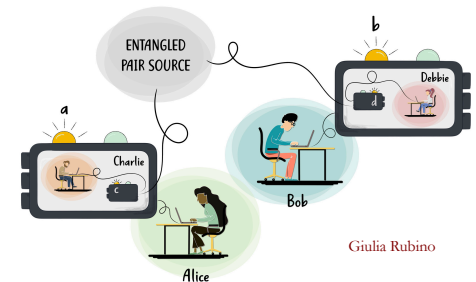 b
ENTANGLED
PAIR SOURCE
Debbie
d
a
Charlie
c
Bob
Giulia Rubino
Alice